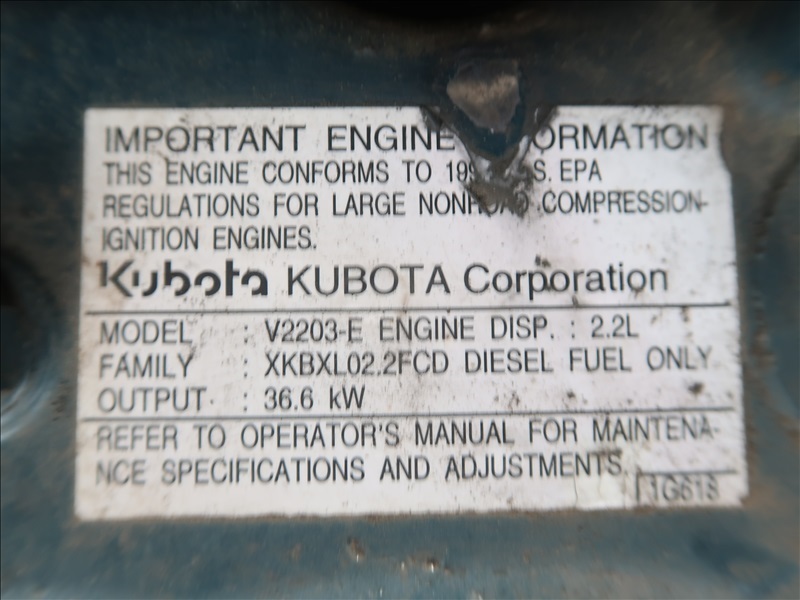 IMPORTANT ENGINE
THIS ENGINE CONFORMS TO EPA
REGULATIONS FOR LARGE COMPRESSION-
IGNITION ENGINES.
Kubota KUBOTA Corporation
MODEL : V2203-E ENGINE DISP. : 2.2L
FAMILY : XKBXL02.2FCD DIESEL FUEL ONLY
OUTPUT : 36.6 kW
REFER TO OPERATOR'S MANUAL FOR MAINTENA-
NCE SPECIFICATIONS AND ADJUSTMENTS.